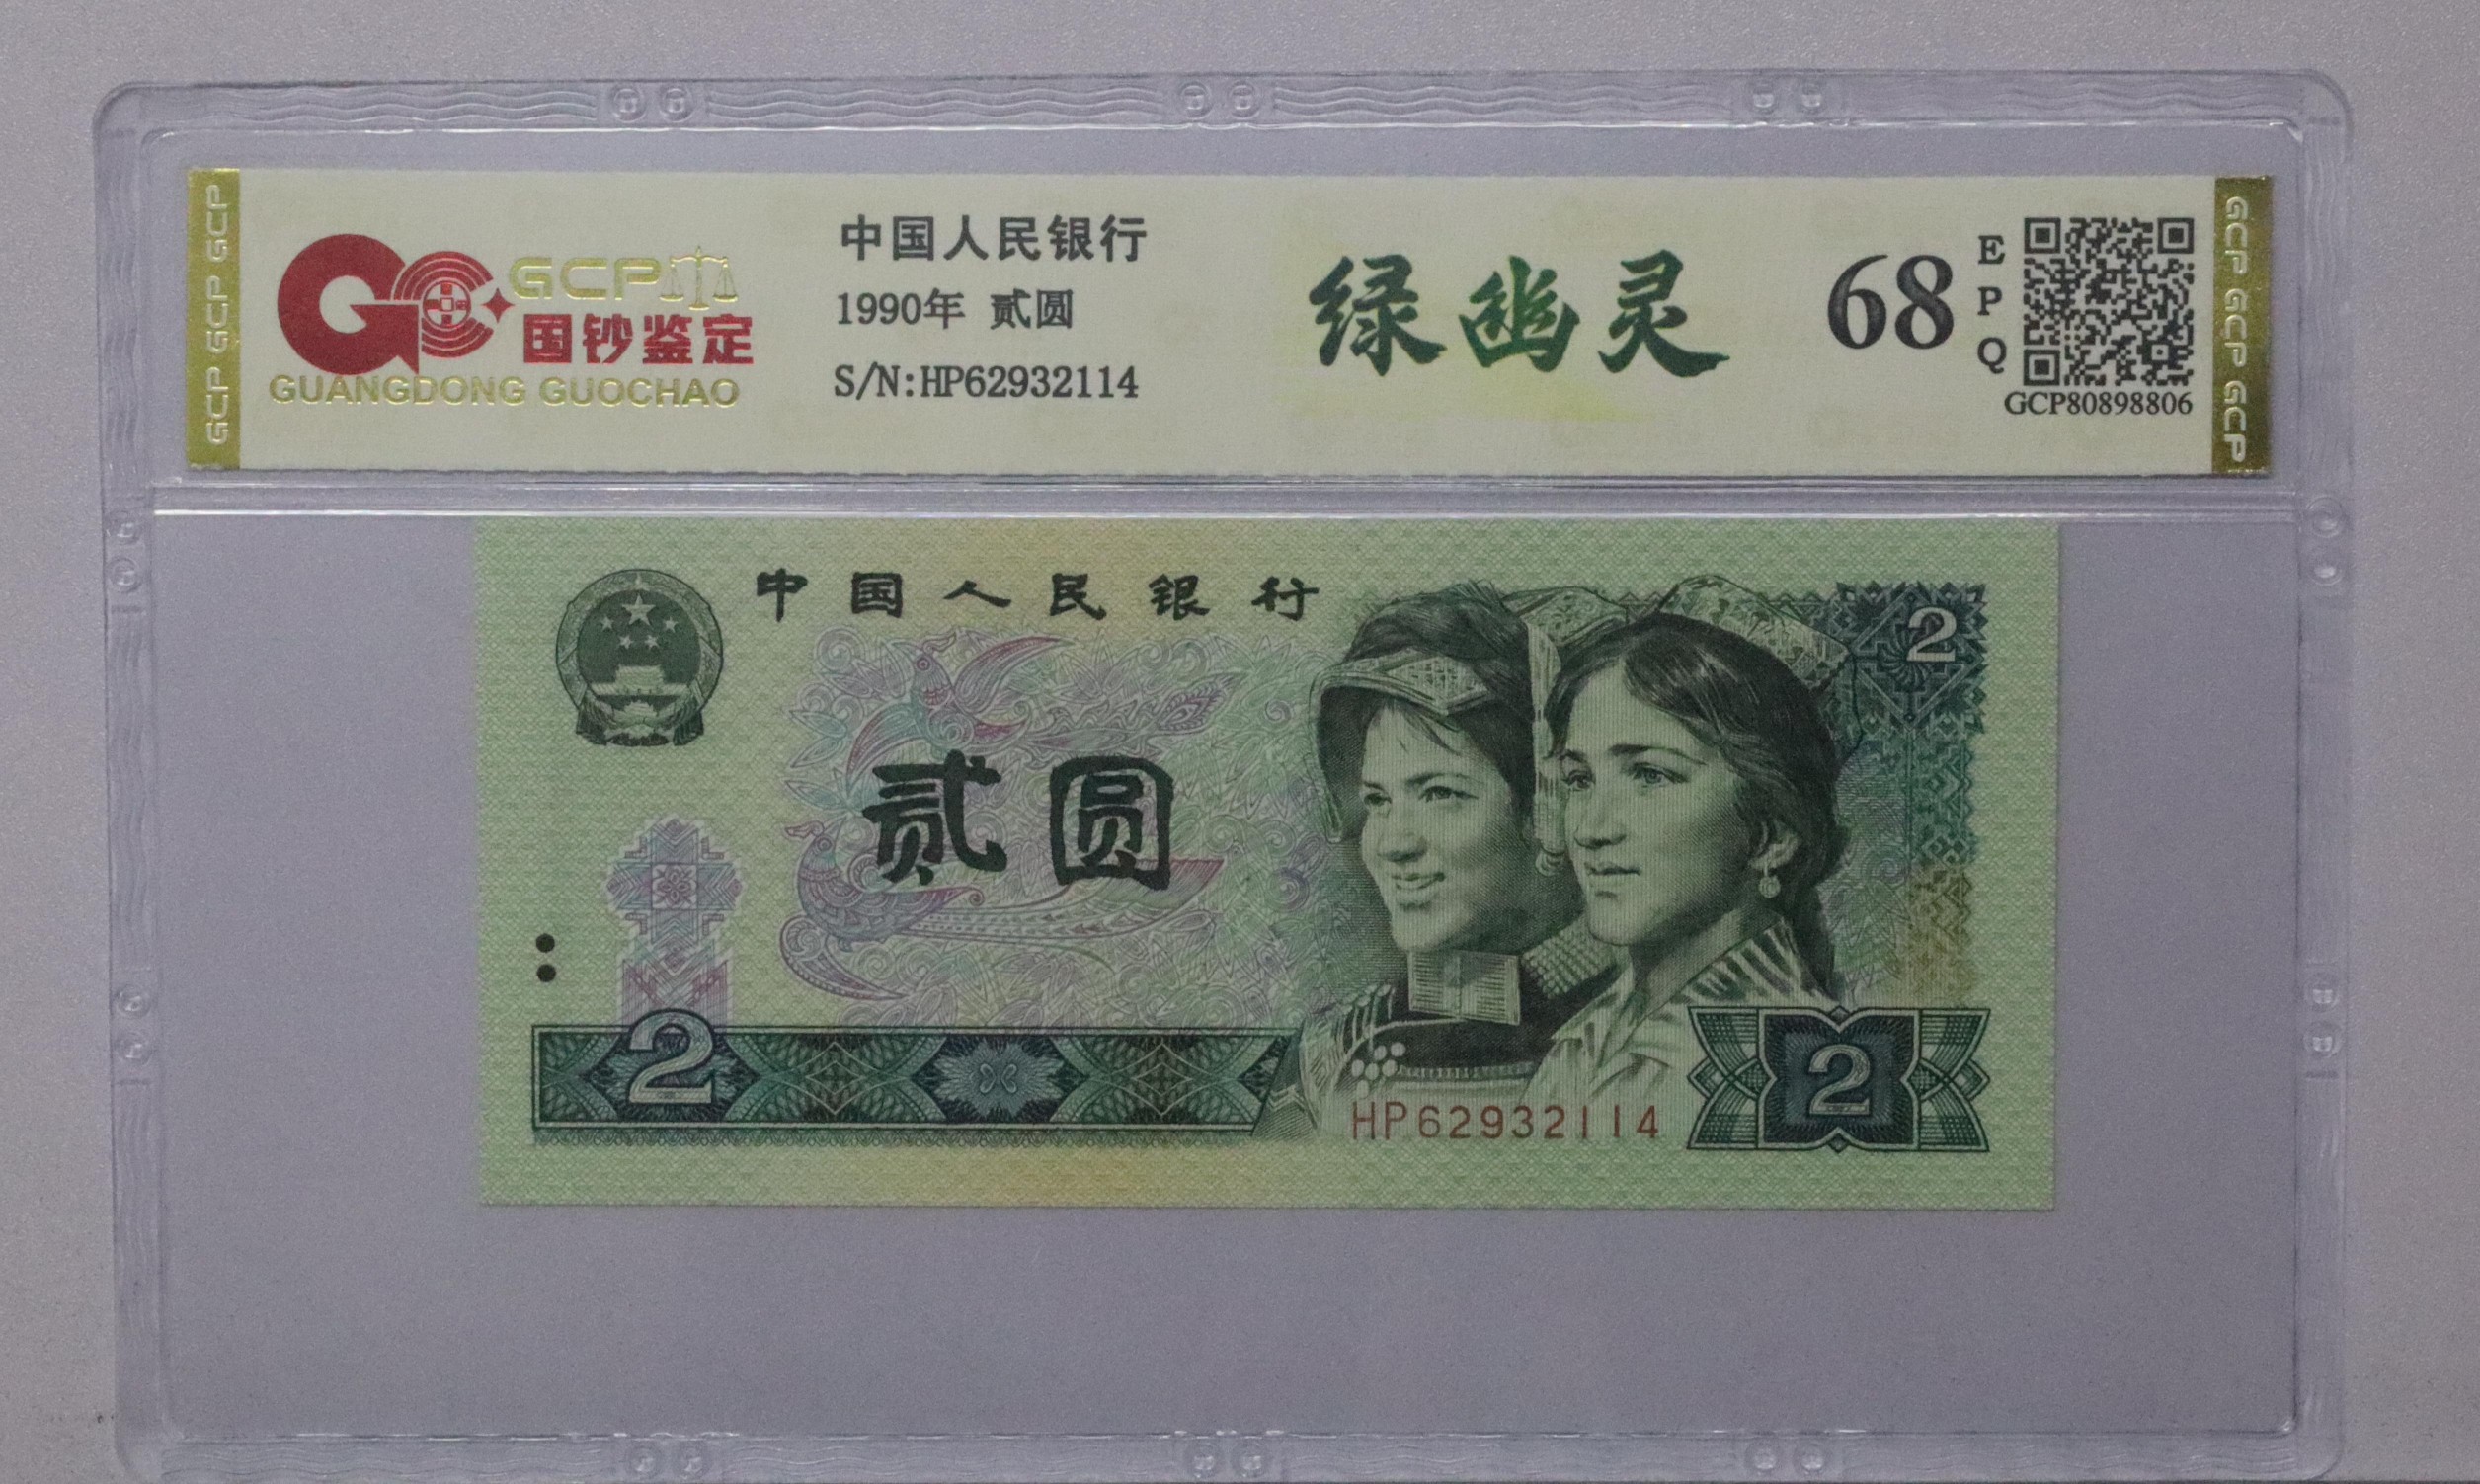 GCP GCP GCP
GCP
国钞鉴定
GUANGDONG GUOCHAO
中国人民银行
1990年 贰圆
S/N:HP62932114
绿幽灵
68
EPQ
GCP80898806
GCP GCP GCP
中国人民银行
2
贰圆
2
HP62932114
2